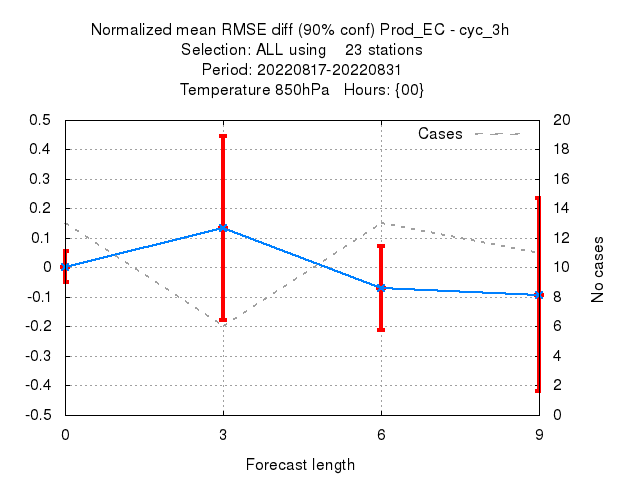 Normalized mean RMSE diff (90% conf) Prod_EC - cyc_3h
Selection: ALL using 23 stations
Period: 20220817-20220831
Temperature 850hPa Hours: {00}
Cases
0.5
0.4
0.3
0.2
0.1
0
-0.1
-0.2
-0.3
-0.4
-0.5
20
18
16
14
12
10
8
6
4
2
0
No cases
0 3 6 9
Forecast length